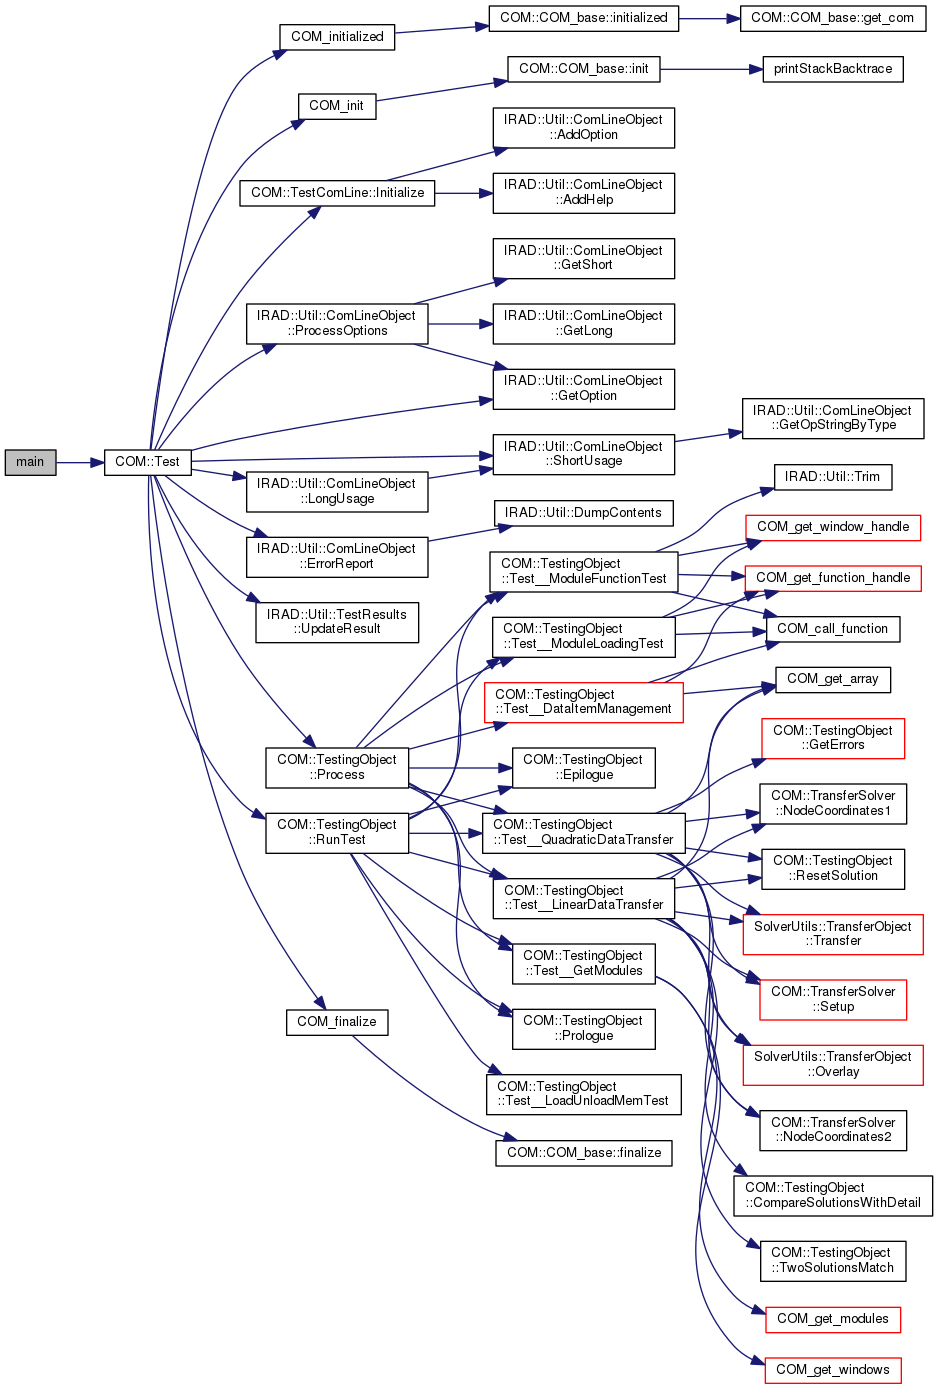 main
COM::Test
COM_initialized
COM_init
COM::TestComLine::Initialize
IRAD::Util::ComLineObject
::ProcessOptions
IRAD::Util::ComLineObject
::LongUsage
IRAD::Util::ComLineObject
::ErrorReport
IRAD::Util::TestResults
::UpdateResult
COM::TestingObject
::Process
COM::TestingObject
::RunTest
COM_finalize
COM::COM_base::initialized
COM::COM_base::init
IRAD::Util::ComLineObject
::AddOption
IRAD::Util::ComLineObject
::AddHelp
IRAD::Util::ComLineObject
::GetShort
IRAD::Util::ComLineObject
::GetLong
IRAD::Util::ComLineObject
::GetOption
IRAD::Util::ComLineObject
::ShortUsage
IRAD::Util::DumpContents
COM::TestingObject
::Test__ModuleFunctionTest
COM::TestingObject
::Test__ModuleLoadingTest
COM::TestingObject
::Test__DataItemManagement
COM::TestingObject
::Epilogue
COM::TestingObject
::Test__QuadraticDataTransfer
COM::TestingObject
::Test__LinearDataTransfer
COM::TestingObject
::Test__GetModules
COM::TestingObject
::Prologue
COM::TestingObject
::Test__LoadUnloadMemTest
COM::COM_base::finalize
COM::COM_base::get_com
printStackBacktrace
IRAD::Util::ComLineObject
::GetOpStringByType
IRAD::Util::Trim
COM_get_window_handle
COM_get_function_handle
COM_call_function
COM_get_array
COM::TestingObject
::GetErrors
COM::TransferSolver
::NodeCoordinates1
COM::TestingObject
::ResetSolution
SolverUtils::TransferObject
::Transfer
COM::TransferSolver
::Setup
SolverUtils::TransferObject
::Overlay
COM::TransferSolver
::NodeCoordinates2
COM::TestingObject
::CompareSolutionsWithDetail
COM::TestingObject
::TwoSolutionsMatch
COM_get_modules
COM_get_windows